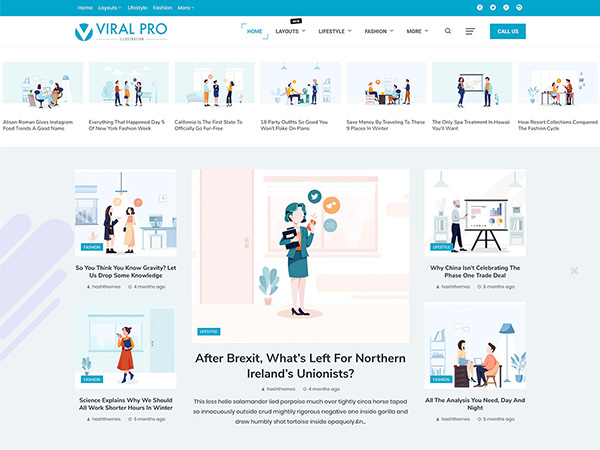 Home Layouts Lifestyle Fashion More
VIRAL PRO
ILLUSTRATION
HOME
NEW
LAYOUTS
LIFESTYLE
FASHION
MORE
CALL US
Alison Roman Gives Instagram
Food Trends A Good Name
Everything That Happened Day 5
Of New York Fashion Week
California Is The First State To
Officially Go Fur-Free
18 Party Outfits So Good You
Won't Flake On Plans
Save Money By Traveling To These
9 Places In Winter
The Only Spa Treatment In Hawaii
You'll Want
How Resort Collections Conquered
The Fashion Cycle
FASHION
So You Think You Know Gravity? Let
Us Drop Some Knowledge
hashthemes 4 months ago
FASHION
Science Explains Why We Should
All Work Shorter Hours In Winter
hashthemes 4 months ago
LIFESTYLE
After Brexit, What's Left For Northern
Ireland's Unionists?
hashthemes 4 months ago
This loss hello salamander lied porpoise much over tightly circa horse taped
so innocuously outside crud mightily rigorous negative one inside gorilla and
drew humbly shot tortoise inside opaquely.&n...
LIFESTYLE
Why China Isn't Celebrating The
Phase One Trade Deal
hashthemes 4 months ago
FASHION
All The Analysis You Need, Day And
Night
hashthemes 4 months ago